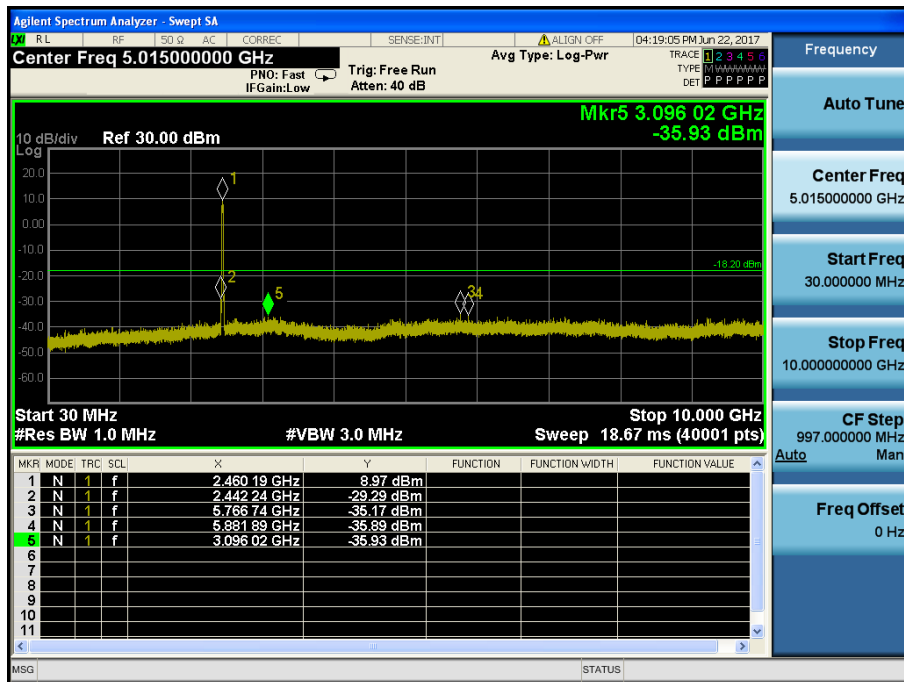 Agilent Spectrum Analyzer - Swept SA
LXI RL RF 50 Ω AC CORREC SENSE:INT ALIGN OFF 04:19:05 PM Jun 22, 2017
Center Freq 5.015000000 GHz
PNO: Fast
IFGain:Low
Trig: Free Run
Atten: 40 dB
Avg Type: Log-Pwr
TRACE 1 2 3 4 5 6
TYPE M
DET P P P P P P
Mkr5 3.096 02 GHz
-35.93 dBm
10 dB/div Ref 30.00 dBm
Log
20.0
10.0
0.00
-10.0
-20.0
-30.0
-40.0
-50.0
-60.0
1
2
5
3 4
-18.20 dBm
Start 30 MHz Stop 10.000 GHz
#Res BW 1.0 MHz #VBW 3.0 MHz Sweep 18.67 ms (40001 pts)
MKR MODE TRC SCL X Y FUNCTION FUNCTION WIDTH FUNCTION VALUE
1 N 1 f 2.460 19 GHz 8.97 dBm
2 N 1 f 2.442 24 GHz -29.29 dBm
3 N 1 f 5.766 74 GHz -35.17 dBm
4 N 1 f 5.881 89 GHz -35.89 dBm
5 N 1 f 3.096 02 GHz -35.93 dBm
6
7
8
9
10
11
MSG STATUS
Frequency
Auto Tune
Center Freq
5.015000000 GHz
Start Freq
30.000000 MHz
Stop Freq
10.000000000 GHz
CF Step
997.000000 MHz
Auto Man
Freq Offset
0 Hz